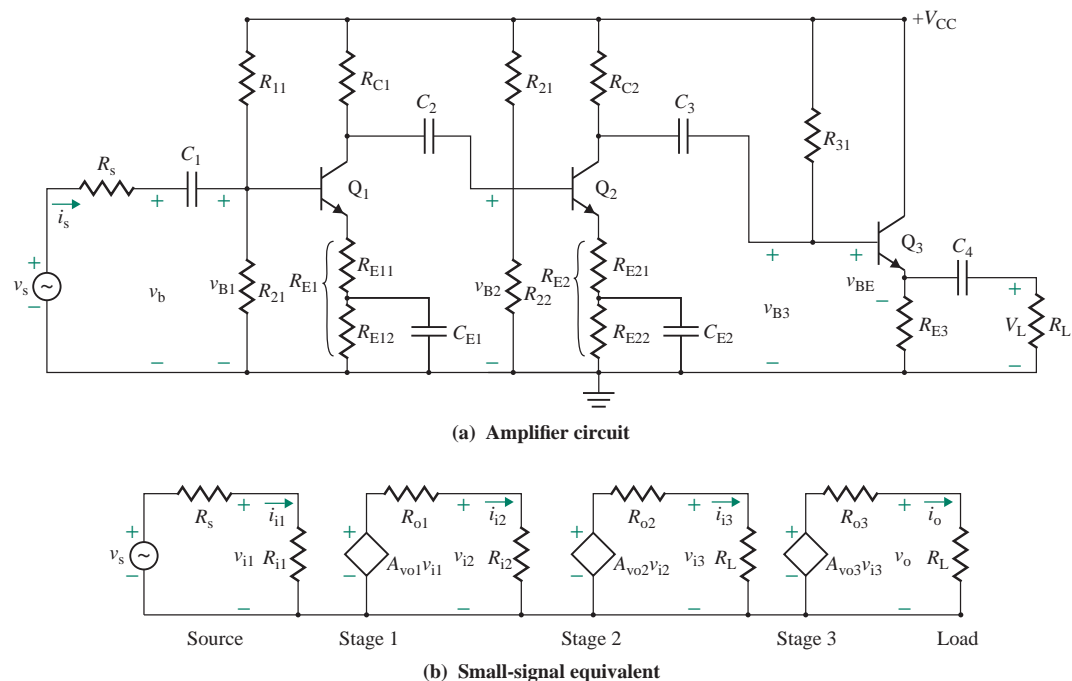 +V_CC
R_11
R_C1
R_21
R_C2
C_2
C_3
R_31
R_s
C_1
Q_1
Q_2
Q_3
C_4
i_s
+
+
+
+
+
v_s
+
−
v_b
v_B1
R_21
R_E1
R_E11
R_E12
C_E1
v_B2
R_22
R_E2
R_E21
R_E22
C_E2
v_B3
v_BE
−
R_E3
+
V_L
R_L
−
−
−
−
−
(a) Amplifier circuit
R_s
+
i_i1
R_o1
+
i_i2
R_o2
+
i_i3
R_o3
+
i_o
+
v_s
−
v_i1
R_i1
+
−
A_vo1v_i1
v_i2
R_i2
+
−
A_vo2v_i2
v_i3
R_L
+
−
A_vo3v_i3
v_o
R_L
−
−
−
−
Source
Stage 1
Stage 2
Stage 3
Load
(b) Small-signal equivalent